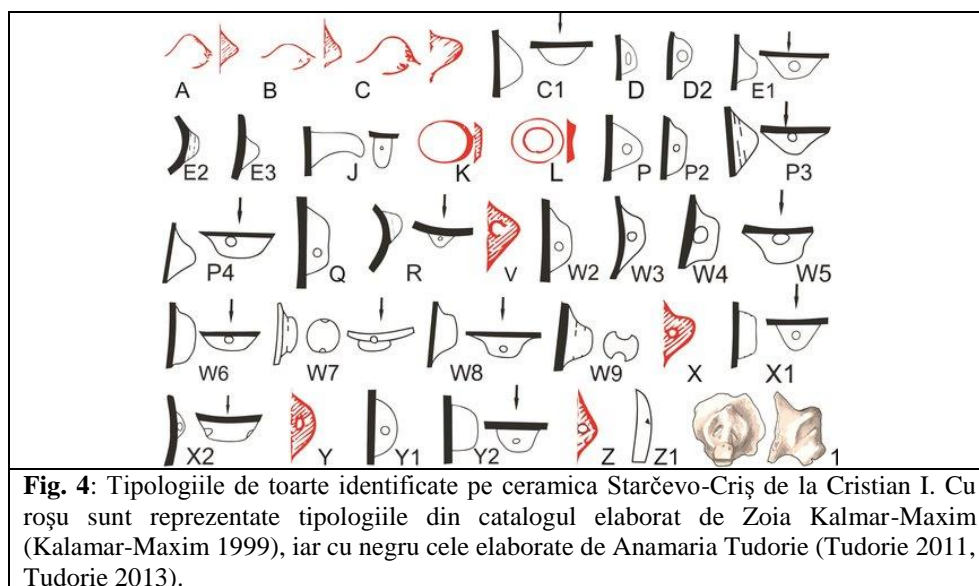 A B C C1 D D2 E1
E2 E3 J K L P P2 P3
P4 Q R V W2 W3 W4 W5
W6 W7 W8 W9 X X1
X2 Y Y1 Y2 Z Z1 1
Fig. 4: Tipologiile de toarte identificate pe ceramica Starčevo-Criş de la Cristian I. Cu
roşu sunt reprezentate tipologiile din catalogul elaborat de Zoia Kalmar-Maxim
(Kalamar-Maxim 1999), iar cu negru cele elaborate de Anamaria Tudorie (Tudorie 2011,
Tudorie 2013).